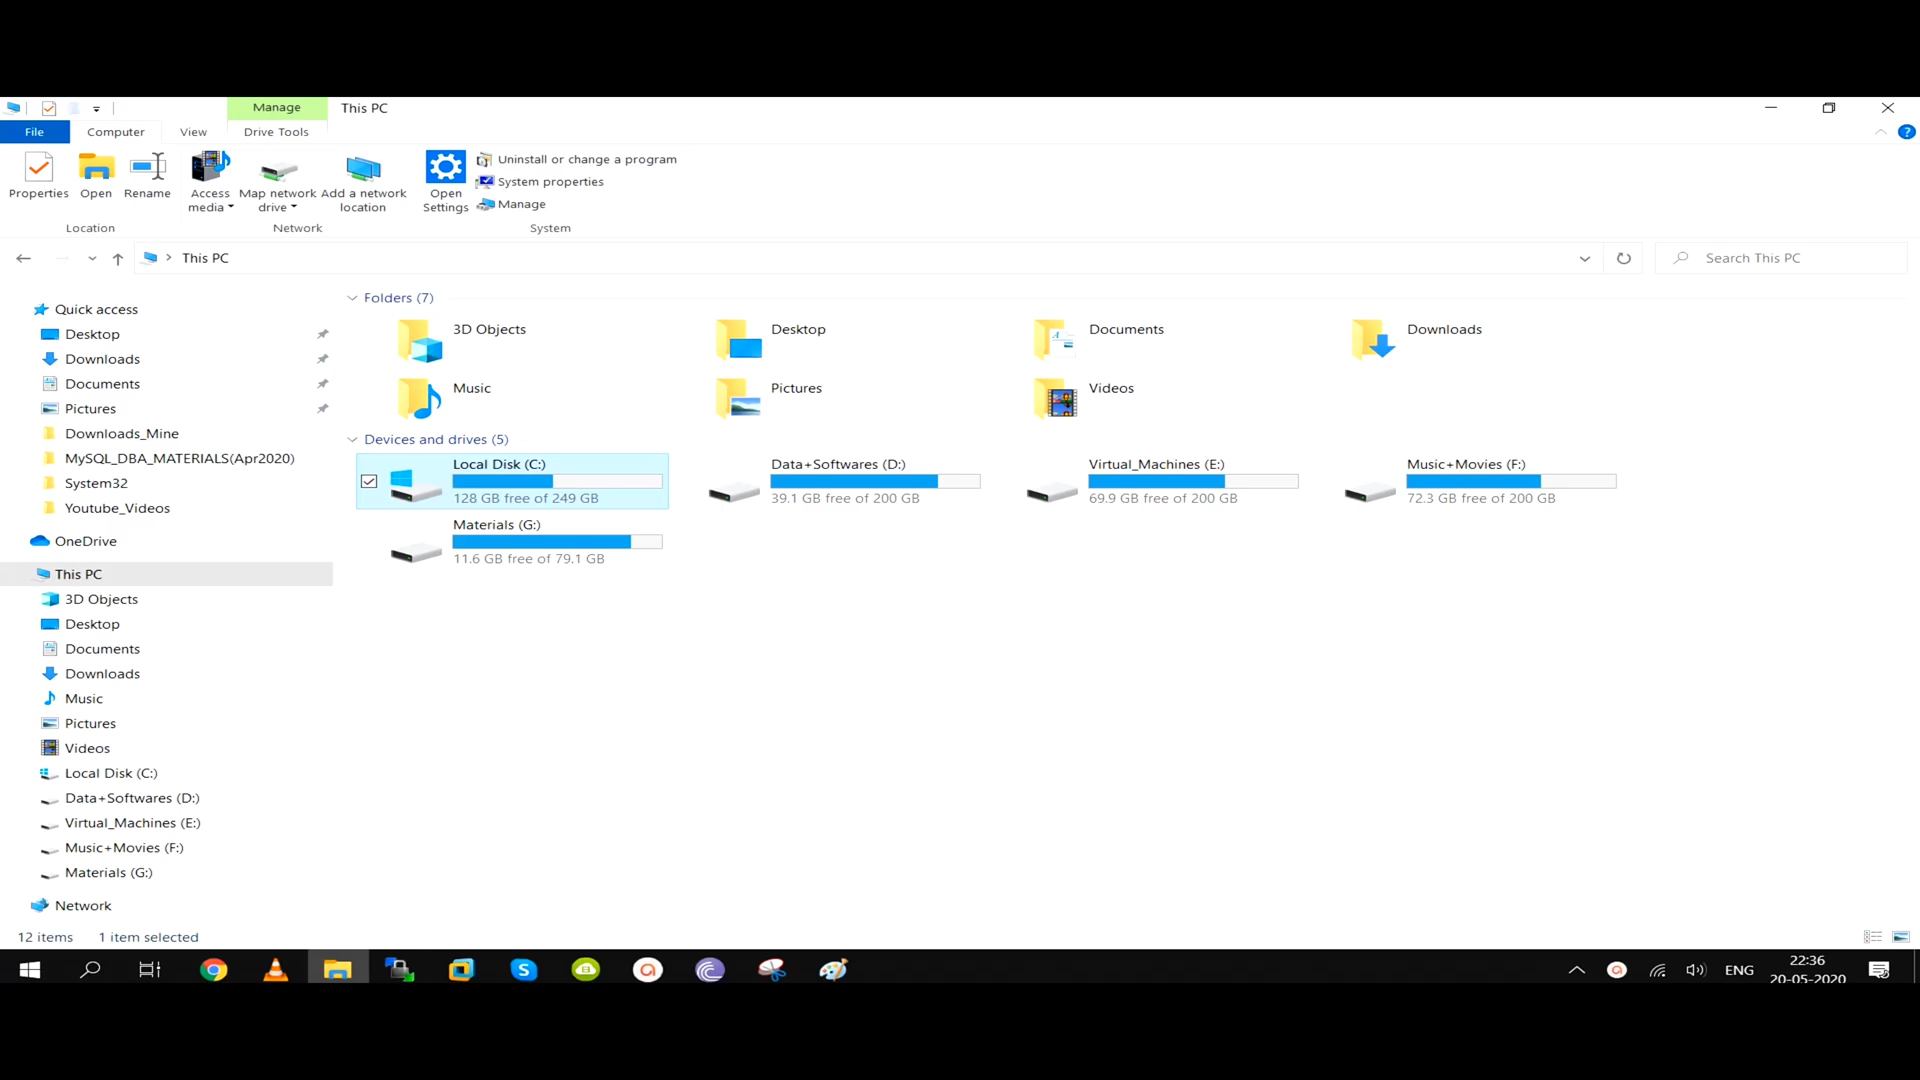 Manage
This PC
File
Computer
View
Drive Tools
Properties
Open
Rename
Access media
Map network drive
Add a network location
Open Settings
Uninstall or change a program
System properties
Manage
Location
Network
System
This PC
Search This PC
Quick access
Desktop
Downloads
Documents
Pictures
Downloads_Mine
MySQL_DBA_MATERIALS(Apr2020)
System32
Youtube_Videos
OneDrive
This PC
3D Objects
Desktop
Documents
Downloads
Music
Pictures
Videos
Local Disk (C:)
Data+Softwares (D:)
Virtual_Machines (E:)
Music+Movies (F:)
Materials (G:)
Network
Folders (7)
3D Objects
Desktop
Documents
Downloads
Music
Pictures
Videos
Devices and drives (5)
Local Disk (C:)
128 GB free of 249 GB
Data+Softwares (D:)
39.1 GB free of 200 GB
Virtual_Machines (E:)
69.9 GB free of 200 GB
Music+Movies (F:)
72.3 GB free of 200 GB
Materials (G:)
11.6 GB free of 79.1 GB
12 items
1 item selected
ENG
22:36
20-05-2020